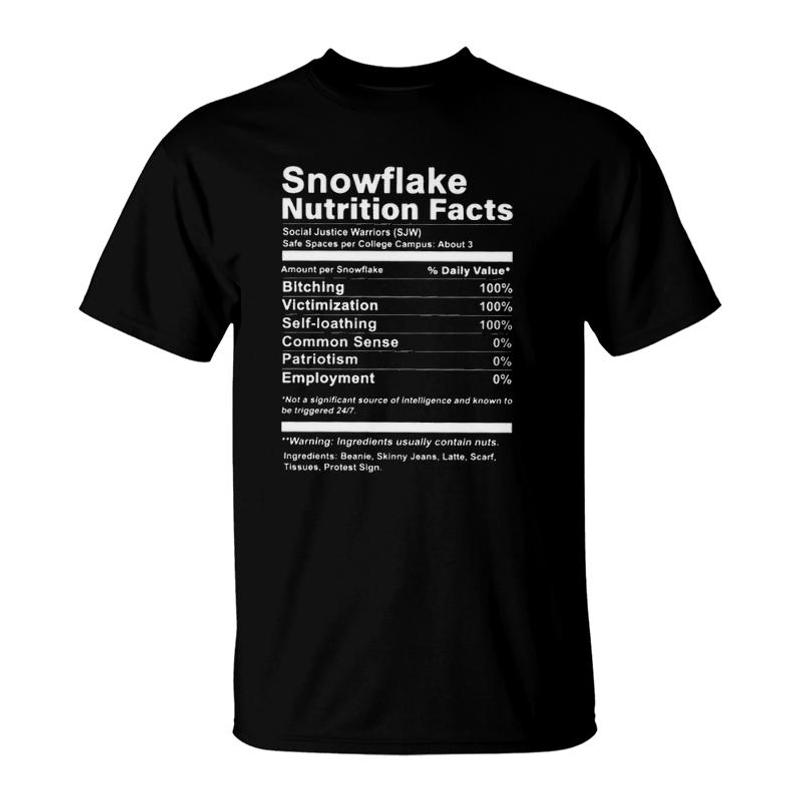 Snowflake
Nutrition Facts
Social Justice Warriors (SJW)
Safe Spaces per College Campus: About 3
Amount per Snowflake % Daily Value*
Bitching 100%
Victimization 100%
Self-loathing 100%
Common Sense 0%
Patriotism 0%
Employment 0%
*Not a significant source of intelligence and known to
be triggered 24/7.
**Warning: Ingredients usually contain nuts.
Ingredients: Beanie, Skinny Jeans, Latte, Scarf,
Tissues, Protest Sign.